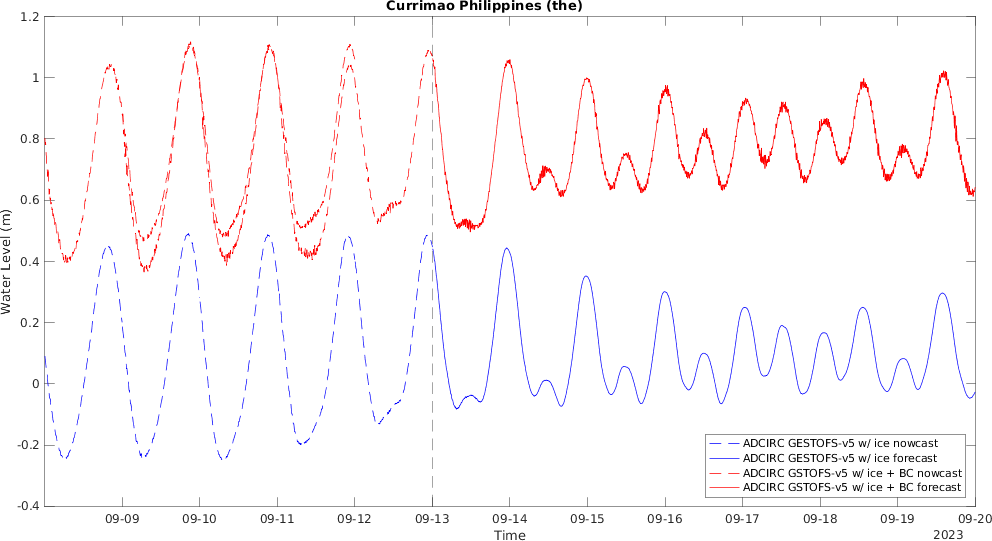 Currimao Philippines (the)
1.2
1
0.8
0.6
0.4
0.2
0
-0.2
-0.4
Water Level (m)
ADCIRC GESTOFS-v5 w/ ice nowcast
ADCIRC GESTOFS-v5 w/ ice forecast
ADCIRC GSTOFS-v5 w/ ice + BC nowcast
ADCIRC GSTOFS-v5 w/ ice + BC forecast
09-09 09-10 09-11 09-12 09-13 09-14 09-15 09-16 09-17 09-18 09-19 09-20
Time
2023